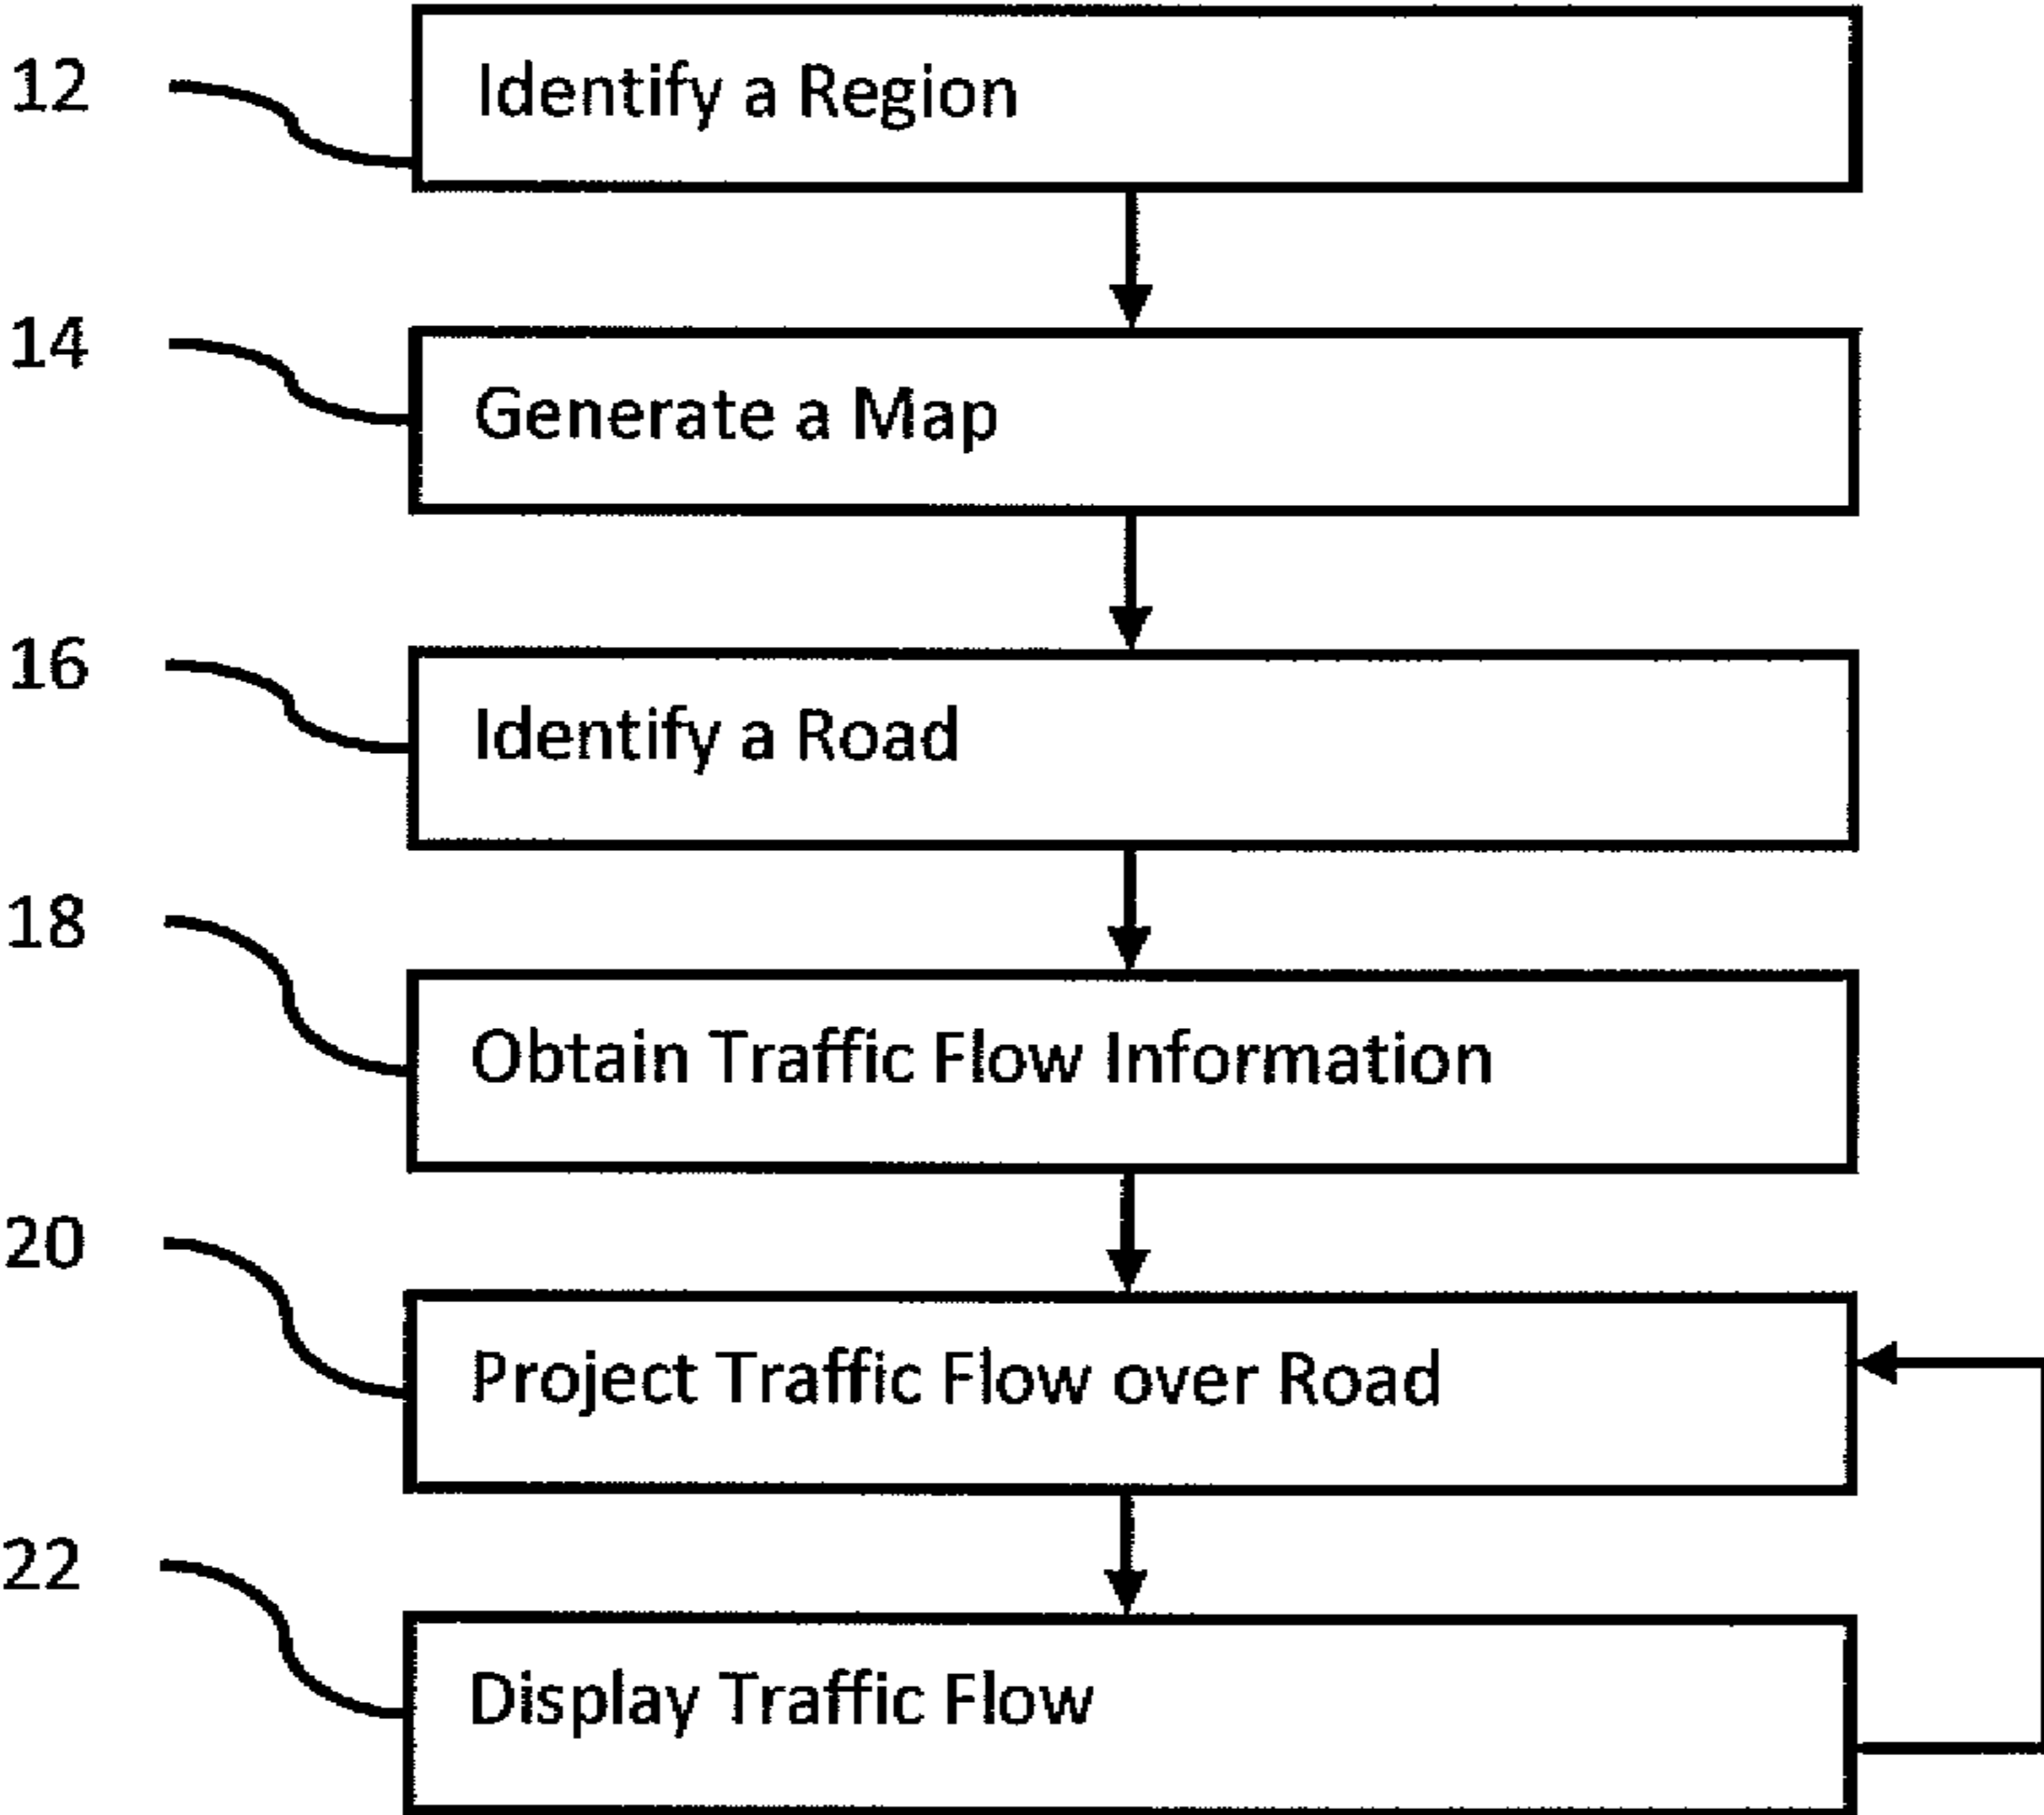 12
Identify a Region
14
Generate a Map
16
Identify a Road
18
Obtain Traffic Flow Information
20
Project Traffic Flow over Road
22
Display Traffic Flow